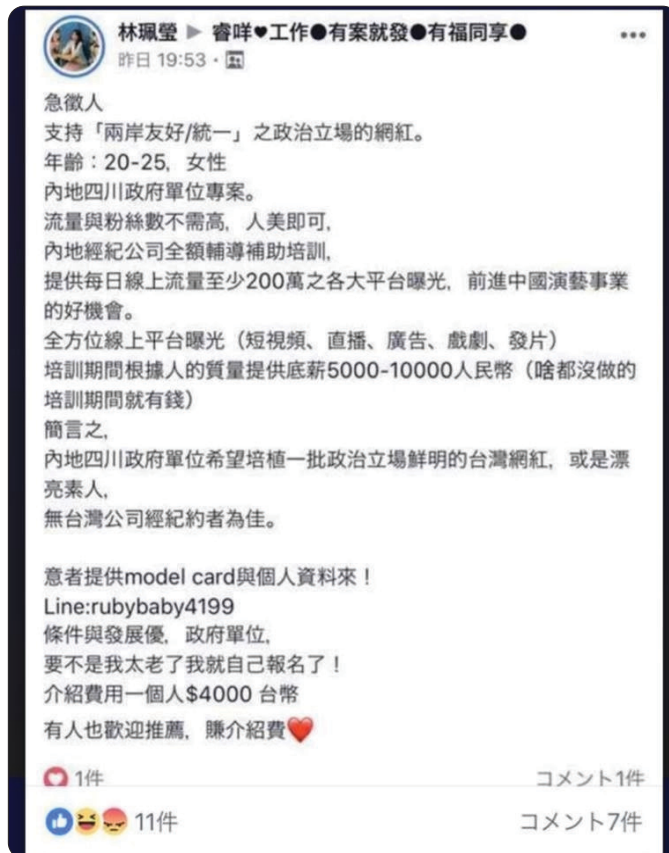 林珮瑩 ▶ 睿咩♥工作●有案就發●有福同享●
昨日 19:53 ·
急徵人
支持「兩岸友好/統一」之政治立場的網紅。
年齡：20-25，女性
內地四川政府單位專案。
流量與粉絲數不需高，人美即可，
內地經紀公司全額輔導補助培訓，
提供每日線上流量至少200萬之各大平台曝光，前進中國演藝事業
的好機會。
全方位線上平台曝光（短視頻、直播、廣告、戲劇、發片）
培訓期間根據人的質量提供底薪5000-10000人民幣（啥都沒做的
培訓期間就有錢）
簡言之，
內地四川政府單位希望培植一批政治立場鮮明的台灣網紅，或是漂
亮素人，
無台灣公司經紀約者為佳。
意者提供model card與個人資料來！
Line:rubybaby4199
條件與發展優，政府單位，
要不是我太老了我就自己報名了！
介紹費用一個人$4000 台幣
有人也歡迎推薦，賺介紹費❤️
1件 コメント1件
11件 コメント7件